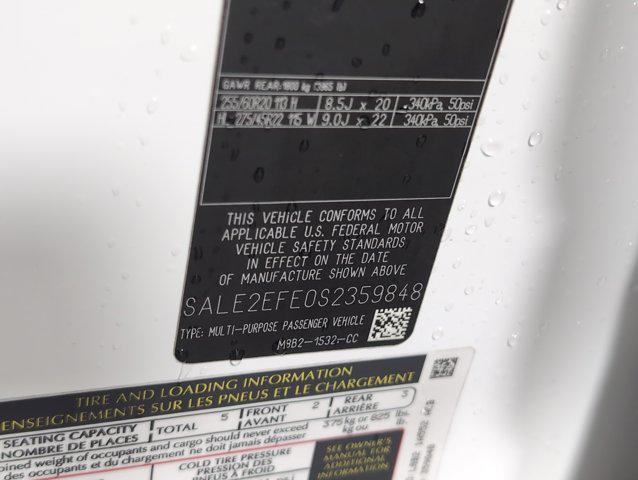 GAWR REAR: 1800 kg (3965 lb)
255/60R20 113 H 8.5J x 20 340kPa, 50psi
HL 275/45R22 115 W 9.0J x 22 340kPa, 50psi
THIS VEHICLE CONFORMS TO ALL
APPLICABLE U.S. FEDERAL MOTOR
VEHICLE SAFETY STANDARDS
IN EFFECT ON THE DATE
OF MANUFACTURE SHOWN ABOVE
SALE2EFE0S2359848
TYPE: MULTI-PURPOSE PASSENGER VEHICLE
M9B2-1532-CC
TIRE AND LOADING INFORMATION
RENSEIGNEMENTS SUR LES PNEUS ET LE CHARGEMENT
SEATING CAPACITY TOTAL 5 FRONT 2 REAR 3
NOMBRE DE PLACES AVANT ARRIÈRE
bined weight of occupants and cargo should never exceed 375 kg or 825 lbs.
des occupants et du chargement ne doit jamais dépasser kg ou lb.
COLD TIRE PRESSURE
PRESSION DES PNEUS À FROID
SEE OWNER'S
MANUAL FOR
ADDITIONAL
INFORMATION